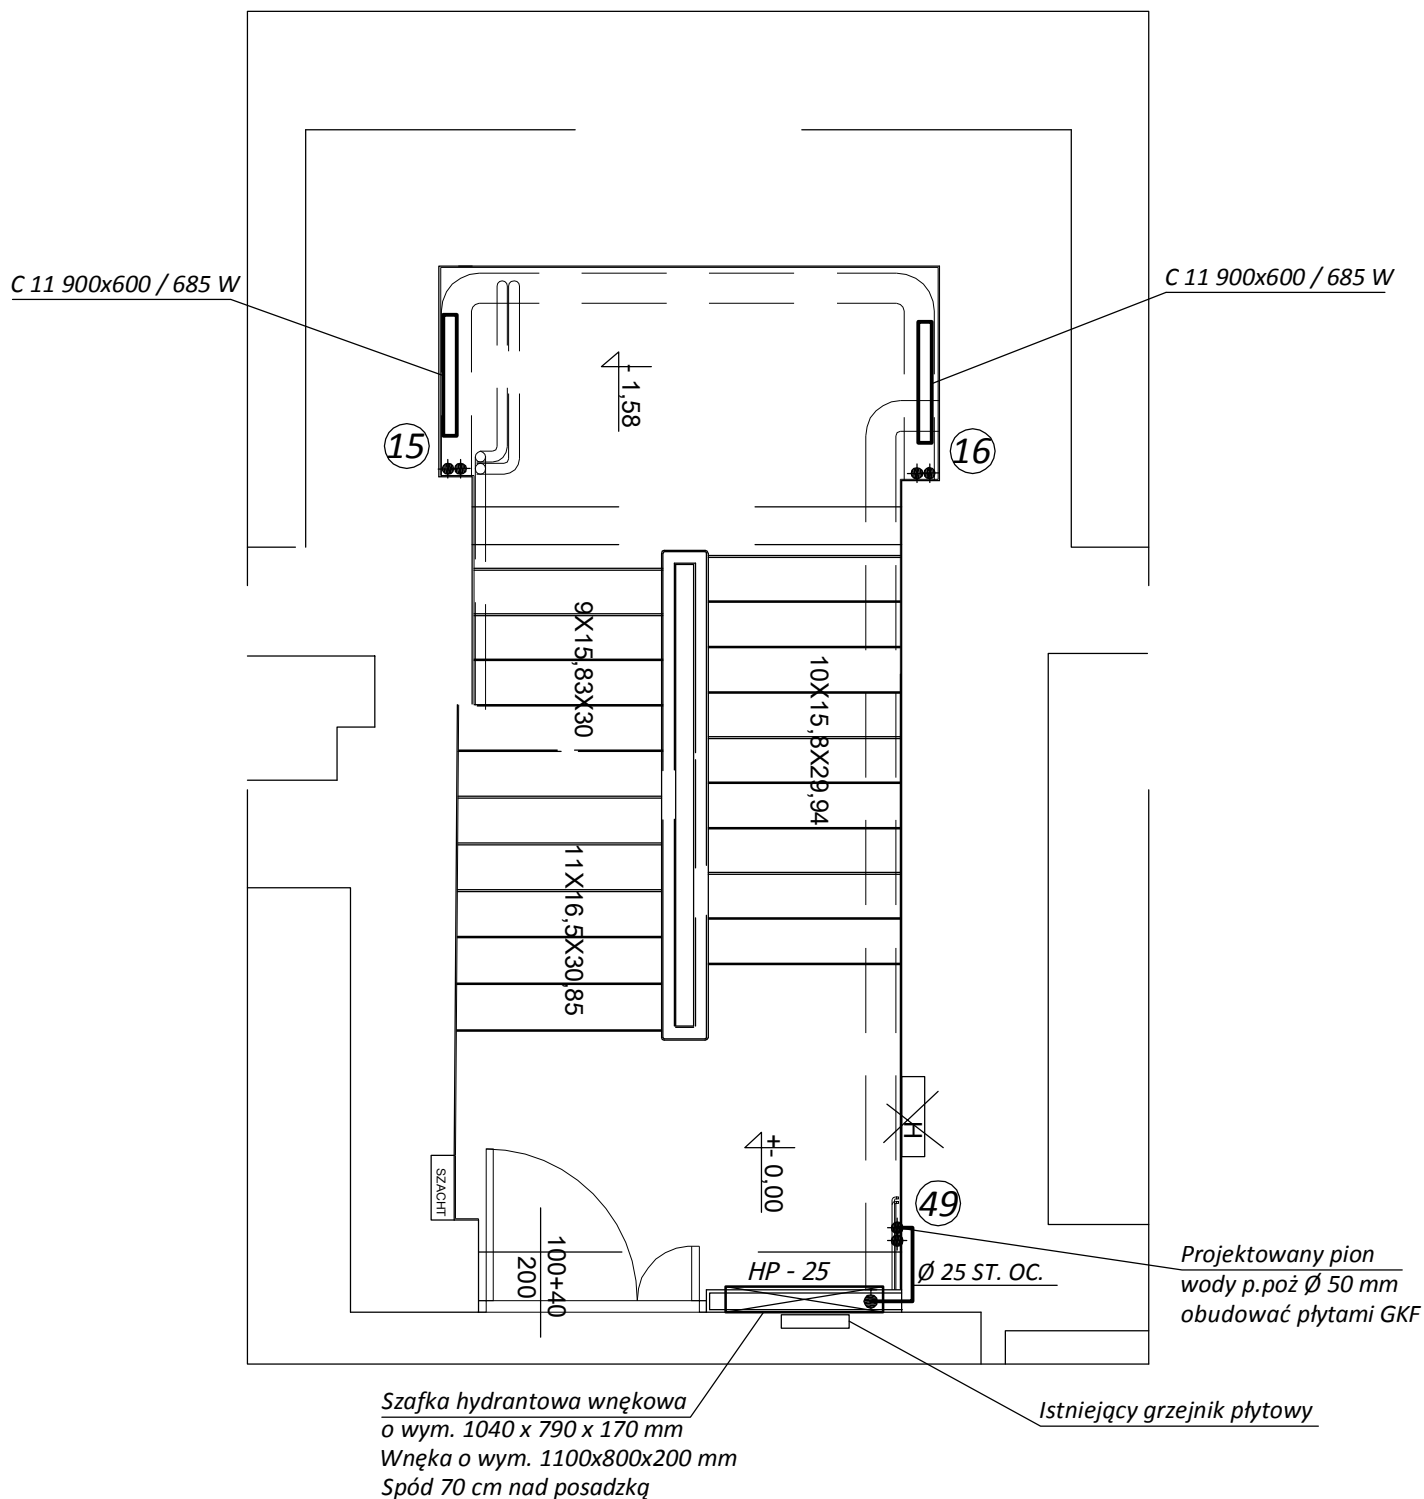 C 11 900x600 / 685 W
C 11 900x600 / 685 W
- 1,58
15
16
9X15,83X30
10X15,8X29,94
11X16,5X30,85
H
+- 0,00
SZACHT
49
100+40
200
HP - 25
Ø 25 ST. OC.
Projektowany pion
wody p.poż Ø 50 mm
obudować płytami GKF
Szafka hydrantowa wnękowa
o wym. 1040 x 790 x 170 mm
Wnęka o wym. 1100x800x200 mm
Spód 70 cm nad posadzką
Istniejący grzejnik płytowy